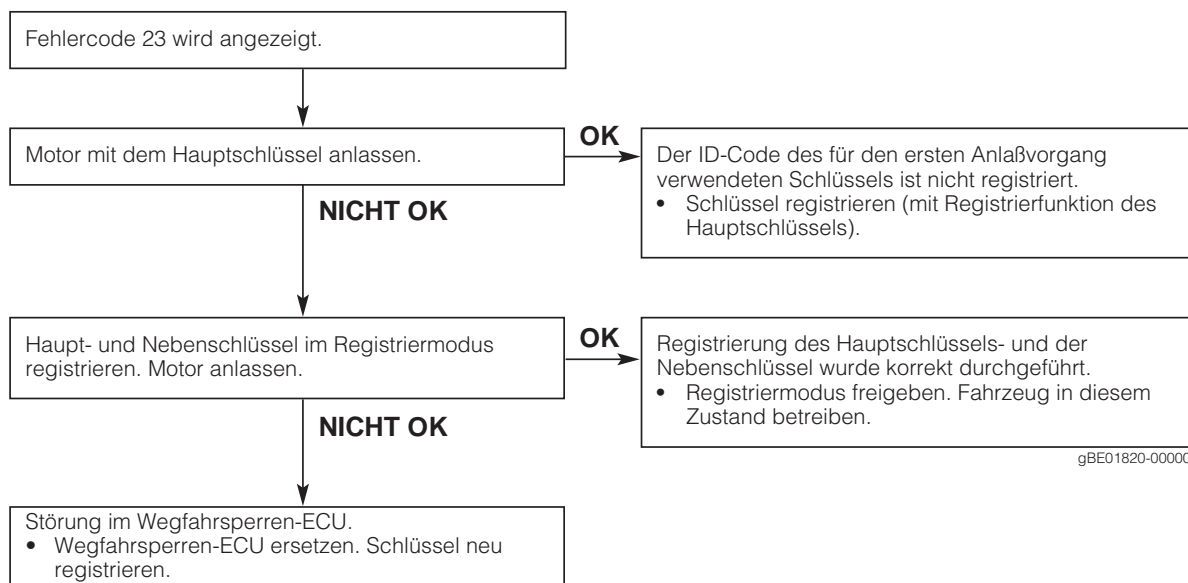 Fehlercode 23 wird angezeigt.
Motor mit dem Hauptschlüssel anlassen.
OK
Der ID-Code des für den ersten Anlaßvorgang
verwendeten Schlüssels ist nicht registriert.
• Schlüssel registrieren (mit Registrierfunktion des
Hauptschlüssels).
NICHT OK
Haupt- und Nebenschlüssel im Registriermodus
registrieren. Motor anlassen.
OK
Registrierung des Hauptschlüssels- und der
Nebenschlüssel wurde korrekt durchgeführt.
• Registriermodus freigeben. Fahrzeug in diesem
Zustand betreiben.
gBE01820-00000
NICHT OK
Störung im Wegfahrsperren-ECU.
• Wegfahrsperren-ECU ersetzen. Schlüssel neu
registrieren.